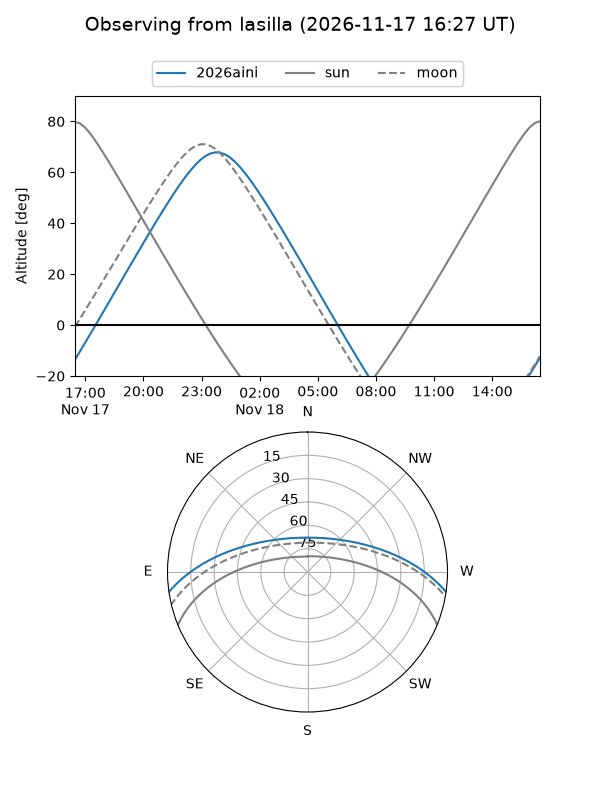 Observing from lasilla (2026-11-17 16:27 UT)
2026aini sun moon
80
60
40
20
0
−20
Altitude [deg]
17:00 20:00 23:00 02:00 05:00 08:00 11:00 14:00
Nov 17 Nov 18
N
NE NW
15
30
45
60
75
E W
SE SW
S